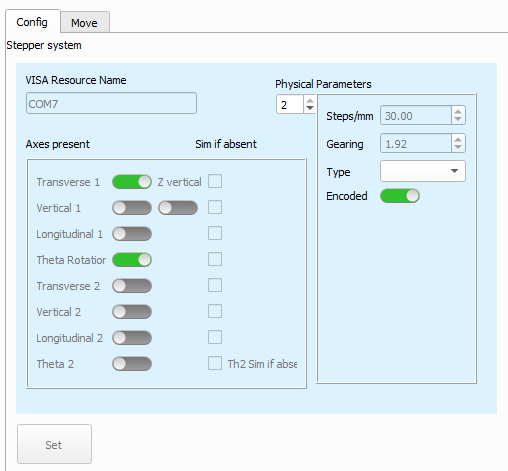 Config Move
Stepper system
VISA Resource Name
COM7
Physical Parameters
2
Steps/mm 30.00
Gearing 1.92
Type
Encoded
Axes present Sim if absent
Transverse 1 Z vertical
Vertical 1
Longitudinal 1
Theta Rotation
Transverse 2
Vertical 2
Longitudinal 2
Theta 2 Th2 Sim if abse
Set